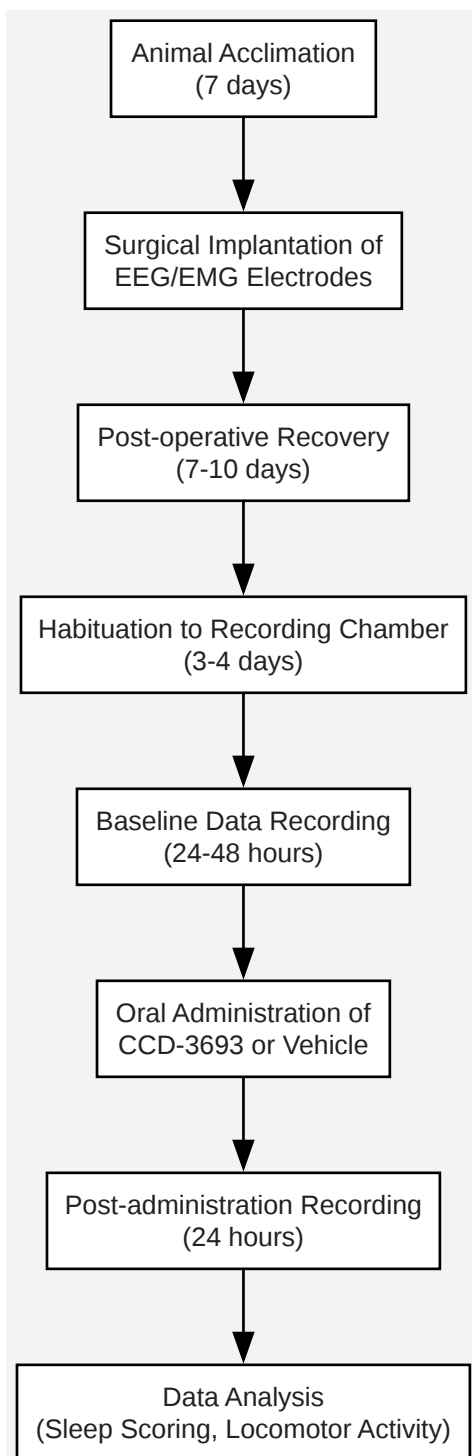 Animal Acclimation
(7 days)
Surgical Implantation of
EEG/EMG Electrodes
Post-operative Recovery
(7-10 days)
Habituation to Recording Chamber
(3-4 days)
Baseline Data Recording
(24-48 hours)
Oral Administration of
CCD-3693 or Vehicle
Post-administration Recording
(24 hours)
Data Analysis
(Sleep Scoring, Locomotor Activity)